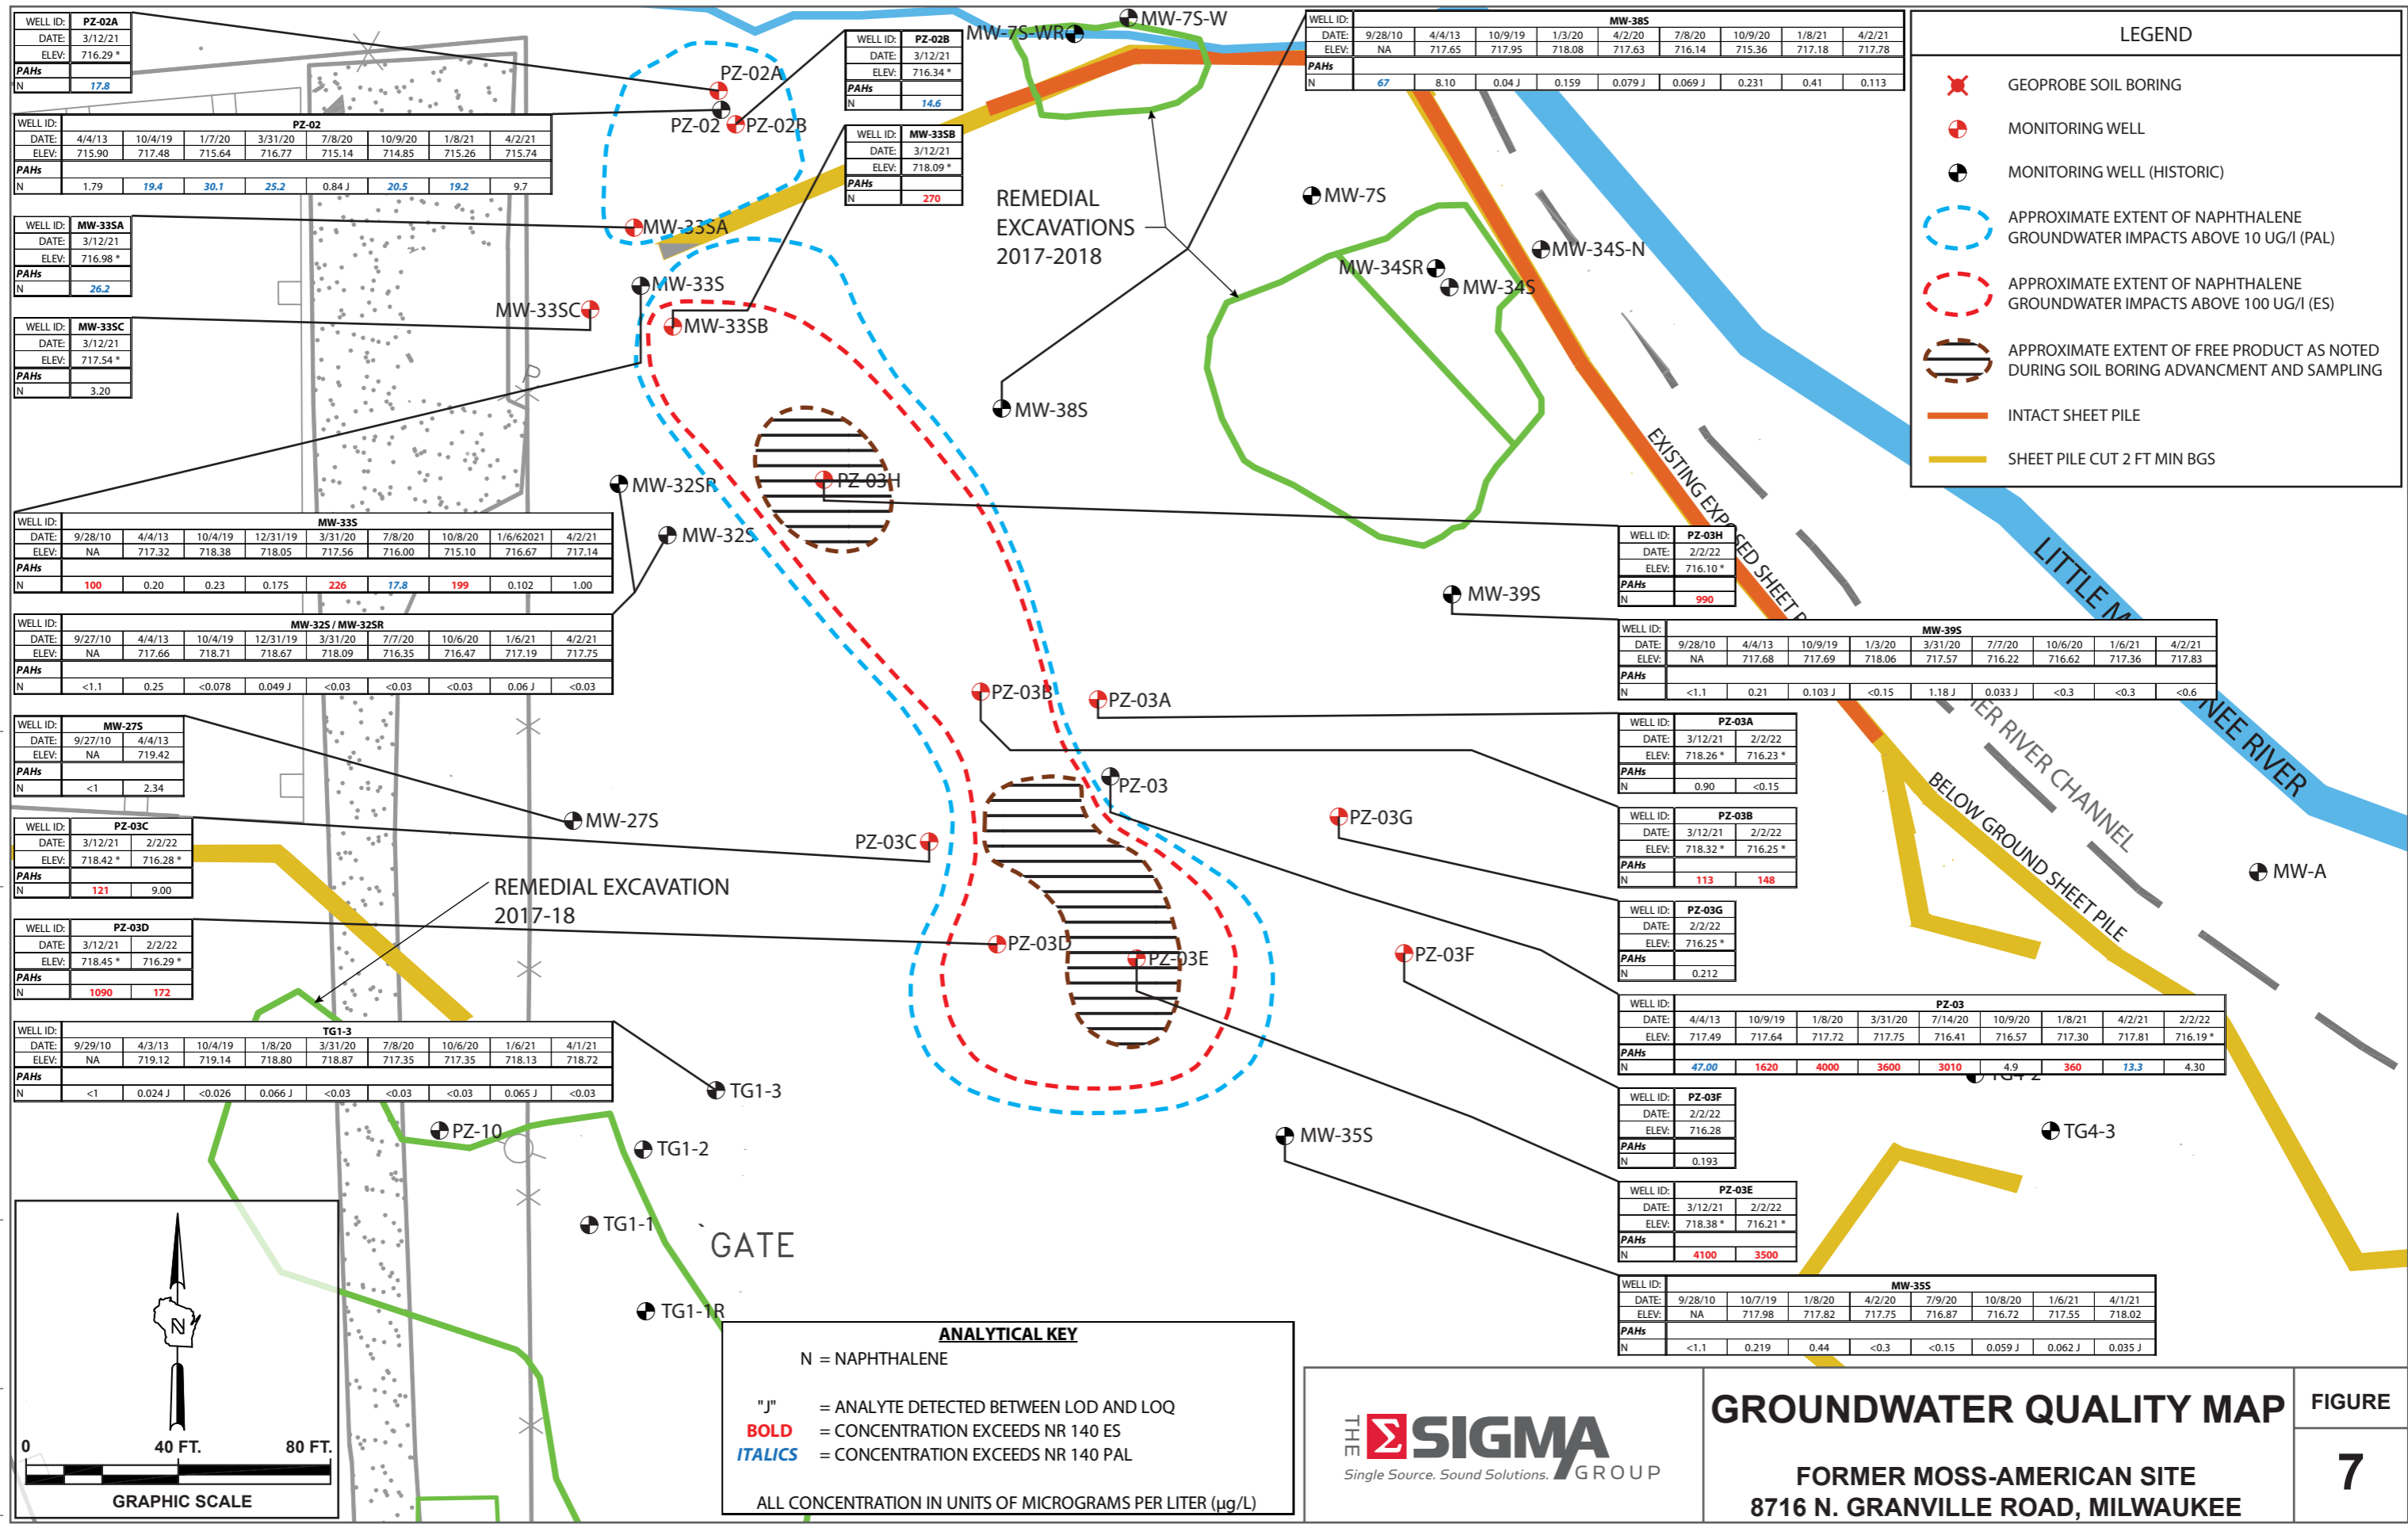 WELL ID: PZ-02A
DATE: 3/12/21
ELEV: 716.29 *
PAHs
N 17.8
WELL ID: PZ-02
DATE: 4/4/13 10/4/19 1/7/20 3/31/20 7/8/20 10/9/20 1/8/21 4/2/21
ELEV: 715.90 717.48 715.64 716.77 715.14 714.85 715.26 715.74
PAHs
N 1.79 19.4 30.1 25.2 0.84 J 20.5 19.2 9.7
WELL ID: MW-33SA
DATE: 3/12/21
ELEV: 716.98 *
PAHs
N 26.2
WELL ID: MW-33SC
DATE: 3/12/21
ELEV: 717.54 *
PAHs
N 3.20
WELL ID: MW-33S
DATE: 9/28/10 4/4/13 10/4/19 12/31/19 3/31/20 7/8/20 10/8/20 1/6/62021 4/2/21
ELEV: NA 717.32 718.38 718.05 717.56 716.00 715.10 716.67 717.14
PAHs
N 100 0.20 0.23 0.175 226 17.8 199 0.102 1.00
WELL ID: MW-32S / MW-32SR
DATE: 9/27/10 4/4/13 10/4/19 12/31/19 3/31/20 7/7/20 10/6/20 1/6/21 4/2/21
ELEV: NA 717.66 718.71 718.67 718.09 716.35 716.47 717.19 717.75
PAHs
N <1.1 0.25 <0.078 0.049 J <0.03 <0.03 <0.03 0.06 J <0.03
WELL ID: MW-27S
DATE: 9/27/10 4/4/13
ELEV: NA 719.42
PAHs
N <1 2.34
WELL ID: PZ-03C
DATE: 3/12/21 2/2/22
ELEV: 718.42 * 716.28 *
PAHs
N 121 9.00
WELL ID: PZ-03D
DATE: 3/12/21 2/2/22
ELEV: 718.45 * 716.29 *
PAHs
N 1090 172
WELL ID: TG1-3
DATE: 9/29/10 4/3/13 10/4/19 1/8/20 3/31/20 7/8/20 10/6/20 1/6/21 4/1/21
ELEV: NA 719.12 719.14 718.80 718.87 717.35 717.35 718.13 718.72
PAHs
N <1 0.024 J <0.026 0.066 J <0.03 <0.03 <0.03 0.065 J <0.03
WELL ID: PZ-02B
DATE: 3/12/21
ELEV: 716.34 *
PAHs
N 14.6
WELL ID: MW-33SB
DATE: 3/12/21
ELEV: 718.09 *
PAHs
N 270
WELL ID: MW-38S
DATE: 9/28/10 4/4/13 10/9/19 1/3/20 4/2/20 7/8/20 10/9/20 1/8/21 4/2/21
ELEV: NA 717.65 717.95 718.08 717.63 716.14 715.36 717.18 717.78
PAHs
N 67 8.10 0.04 J 0.159 0.079 J 0.069 J 0.231 0.41 0.113
LEGEND
GEOPROBE SOIL BORING
MONITORING WELL
MONITORING WELL (HISTORIC)
APPROXIMATE EXTENT OF NAPHTHALENE
GROUNDWATER IMPACTS ABOVE 10 UG/l (PAL)
APPROXIMATE EXTENT OF NAPHTHALENE
GROUNDWATER IMPACTS ABOVE 100 UG/l (ES)
APPROXIMATE EXTENT OF FREE PRODUCT AS NOTED
DURING SOIL BORING ADVANCMENT AND SAMPLING
INTACT SHEET PILE
SHEET PILE CUT 2 FT MIN BGS
MW-7S-W
MW-7S-WR
PZ-02A
PZ-02
PZ-02B
MW-33SA
MW-33S
MW-33SC
MW-33SB
REMEDIAL
EXCAVATIONS
2017-2018
MW-7S
MW-34S-N
MW-34SR
MW-34S
MW-38S
PZ-03H
MW-32SR
MW-32S
MW-39S
PZ-03B
PZ-03A
PZ-03
MW-27S
PZ-03C
PZ-03G
REMEDIAL EXCAVATION
2017-18
PZ-03D
PZ-03E
PZ-03F
TG1-3
PZ-10
TG1-2
TG1-1
TG1-1R
GATE
MW-35S
MW-A
TG4-2
TG4-3
EXISTING EXPOSED SHEET P
LITTLE M
NEE RIVER
ER RIVER CHANNEL
BELOW GROUND SHEET PILE
WELL ID: PZ-03H
DATE: 2/2/22
ELEV: 716.10 *
PAHs
N 990
WELL ID: MW-39S
DATE: 9/28/10 4/4/13 10/9/19 1/3/20 3/31/20 7/7/20 10/6/20 1/6/21 4/2/21
ELEV: NA 717.68 717.69 718.06 717.57 716.22 716.62 717.36 717.83
PAHs
N <1.1 0.21 0.103 J <0.15 1.18 J 0.033 J <0.3 <0.3 <0.6
WELL ID: PZ-03A
DATE: 3/12/21 2/2/22
ELEV: 718.26 * 716.23 *
PAHs
N 0.90 <0.15
WELL ID: PZ-03B
DATE: 3/12/21 2/2/22
ELEV: 718.32 * 716.25 *
PAHs
N 113 148
WELL ID: PZ-03G
DATE: 2/2/22
ELEV: 716.25 *
PAHs
N 0.212
WELL ID: PZ-03
DATE: 4/4/13 10/9/19 1/8/20 3/31/20 7/14/20 10/9/20 1/8/21 4/2/21 2/2/22
ELEV: 717.49 717.64 717.72 717.75 716.41 716.57 717.30 717.81 716.19 *
PAHs
N 47.00 1620 4000 3600 3010 4.9 360 13.3 4.30
WELL ID: PZ-03F
DATE: 2/2/22
ELEV: 716.28
PAHs
N 0.193
WELL ID: PZ-03E
DATE: 3/12/21 2/2/22
ELEV: 718.38 * 716.21 *
PAHs
N 4100 3500
WELL ID: MW-35S
DATE: 9/28/10 10/7/19 1/8/20 4/2/20 7/9/20 10/8/20 1/6/21 4/1/21
ELEV: NA 717.98 717.82 717.75 716.87 716.72 717.55 718.02
PAHs
N <1.1 0.219 0.44 <0.3 <0.15 0.059 J 0.062 J 0.035 J
N
0 40 FT. 80 FT.
GRAPHIC SCALE
ANALYTICAL KEY
N = NAPHTHALENE
"J" = ANALYTE DETECTED BETWEEN LOD AND LOQ
BOLD = CONCENTRATION EXCEEDS NR 140 ES
ITALICS = CONCENTRATION EXCEEDS NR 140 PAL
ALL CONCENTRATION IN UNITS OF MICROGRAMS PER LITER (µg/L)
THE Σ SIGMA GROUP
Single Source. Sound Solutions.
GROUNDWATER QUALITY MAP
FORMER MOSS-AMERICAN SITE
8716 N. GRANVILLE ROAD, MILWAUKEE
FIGURE
7